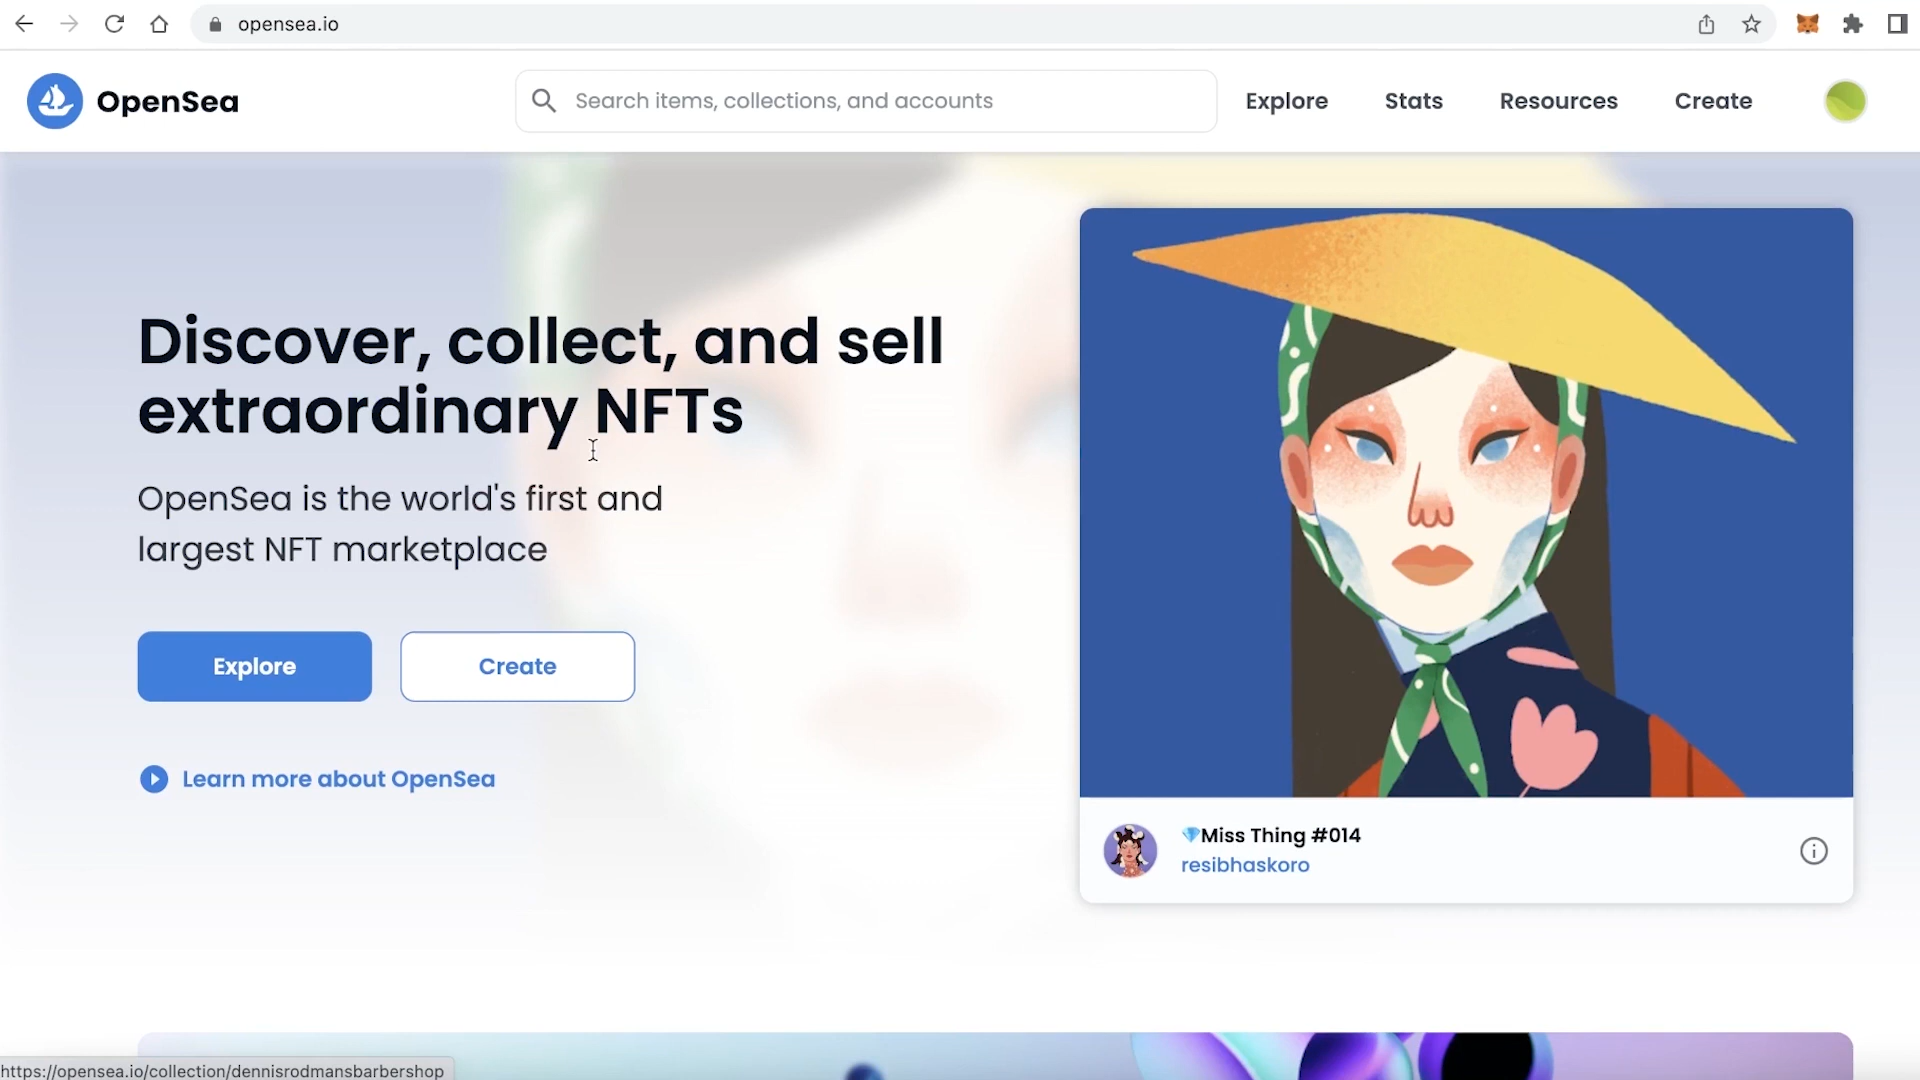 opensea.io
OpenSea
Search items, collections, and accounts
Explore
Stats
Resources
Create
Discover, collect, and sell
extraordinary NFTs
OpenSea is the world's first and
largest NFT marketplace
Explore
Create
Learn more about OpenSea
💎Miss Thing #014
resibhaskoro
https://opensea.io/collection/dennisrodmansbarbershop